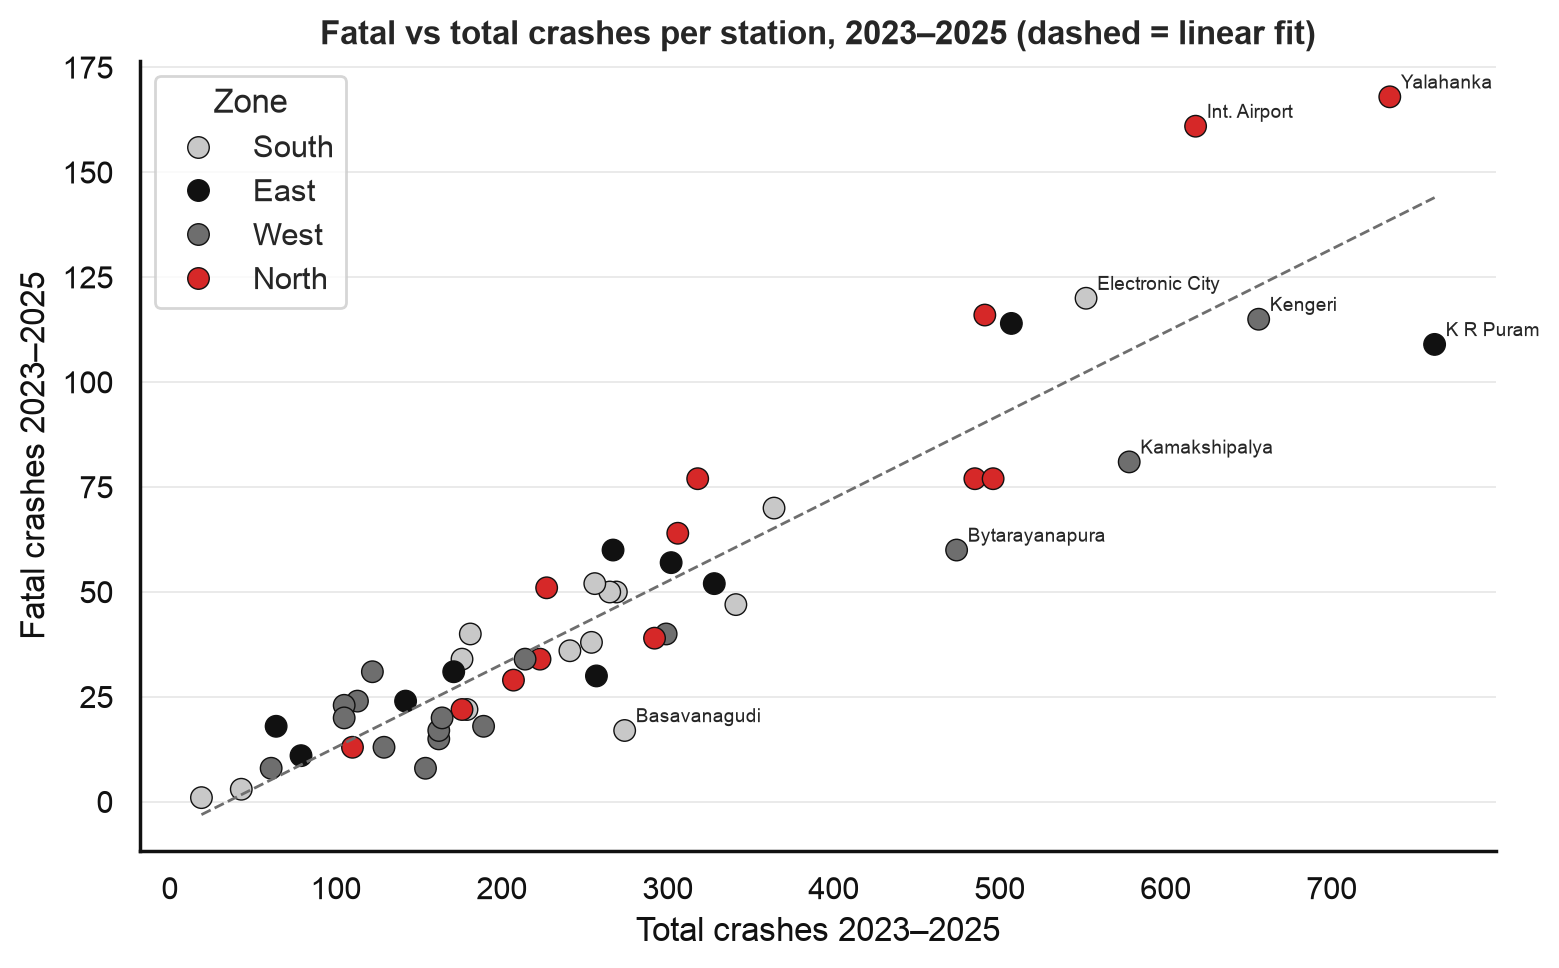 Fatal vs total crashes per station, 2023–2025 (dashed = linear fit)
175
150
125
100
75
50
25
0
Fatal crashes 2023–2025
Zone
South
East
West
North
Yalahanka
Int. Airport
Electronic City
Kengeri
K R Puram
Kamakshipalya
Bytarayanapura
Basavanagudi
0 100 200 300 400 500 600 700
Total crashes 2023–2025